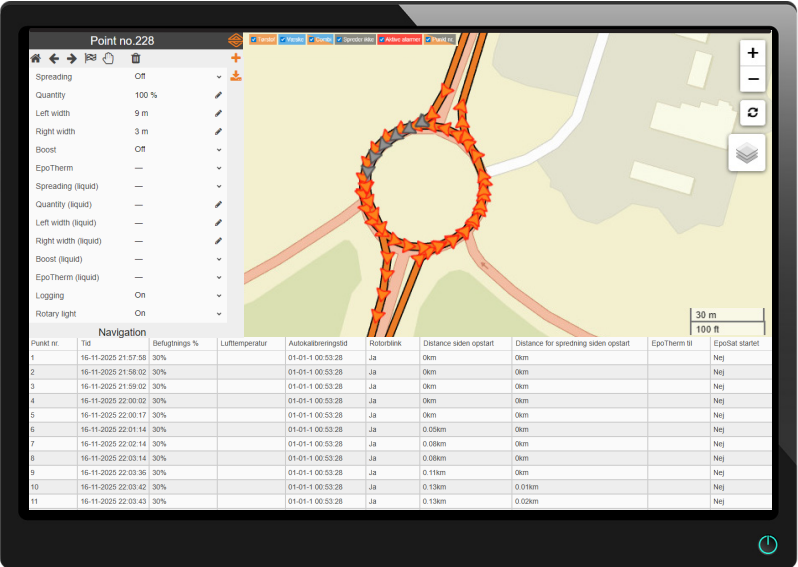 Point no.228
Tørstof Væske Combi Spreder ikke Aktive alarmer Punkt nr.
Spreading Off
Quantity 100 %
Left width 9 m
Right width 3 m
Boost Off
EpoTherm —
Spreading (liquid) —
Quantity (liquid) —
Left width (liquid) —
Right width (liquid) —
Boost (liquid) —
EpoTherm (liquid) —
Logging On
Rotary light On
Navigation
+
−
30 m
100 ft
Punkt nr. Tid Befugtnings % Lufttemperatur Autokalibreringstid Rotorblink Distance siden opstart Distance for spredning siden opstart EpoTherm til EpoSat startet
1 16-11-2025 21:57:58 30% 01-01-1 00:53:28 Ja 0km 0km Nej
2 16-11-2025 21:58:02 30% 01-01-1 00:53:28 Ja 0km 0km Nej
3 16-11-2025 21:59:02 30% 01-01-1 00:53:28 Ja 0km 0km Nej
4 16-11-2025 22:00:02 30% 01-01-1 00:53:28 Ja 0km 0km Nej
5 16-11-2025 22:00:17 30% 01-01-1 00:53:28 Ja 0km 0km Nej
6 16-11-2025 22:01:14 30% 01-01-1 00:53:28 Ja 0.05km 0km Nej
7 16-11-2025 22:02:14 30% 01-01-1 00:53:28 Ja 0.08km 0km Nej
8 16-11-2025 22:03:14 30% 01-01-1 00:53:28 Ja 0.08km 0km Nej
9 16-11-2025 22:03:36 30% 01-01-1 00:53:28 Ja 0.11km 0km Nej
10 16-11-2025 22:03:42 30% 01-01-1 00:53:28 Ja 0.13km 0.01km Nej
11 16-11-2025 22:03:43 30% 01-01-1 00:53:28 Ja 0.13km 0.02km Nej